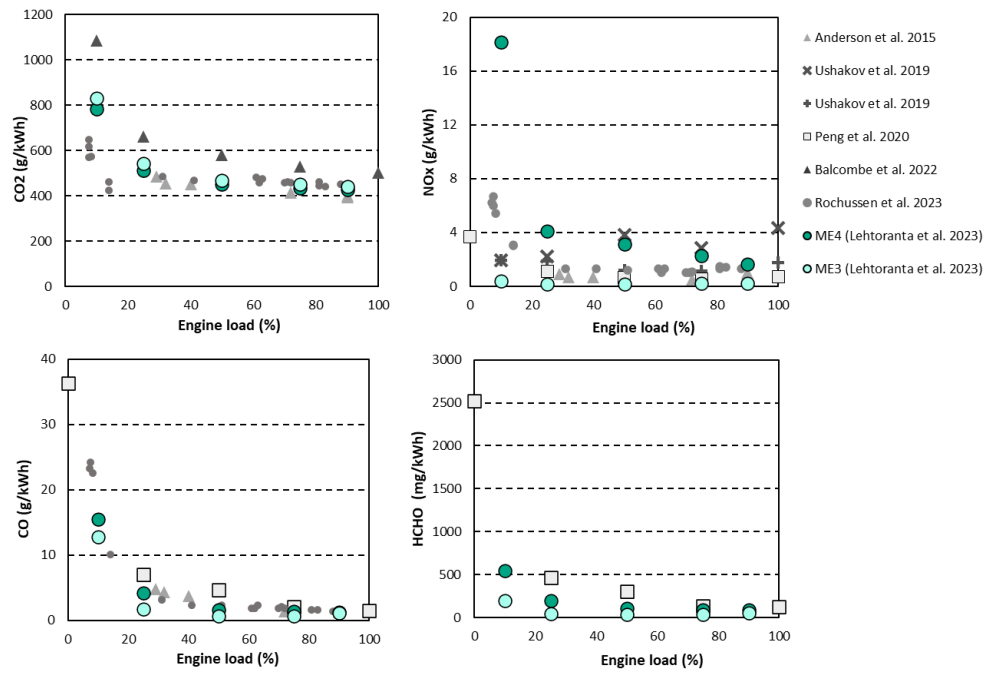 1200
1000
800
600
400
200
0
CO2 (g/kWh)
0 20 40 60 80 100
Engine load (%)
20
16
12
8
4
0
NOx (g/kWh)
0 20 40 60 80 100
Engine load (%)
Anderson et al. 2015
Ushakov et al. 2019
Ushakov et al. 2019
Peng et al. 2020
Balcombe et al. 2022
Rochussen et al. 2023
ME4 (Lehtoranta et al. 2023)
ME3 (Lehtoranta et al. 2023)
40
30
20
10
0
CO (g/kWh)
0 20 40 60 80 100
Engine load (%)
3000
2500
2000
1500
1000
500
0
HCHO (mg/kWh)
0 20 40 60 80 100
Engine load (%)